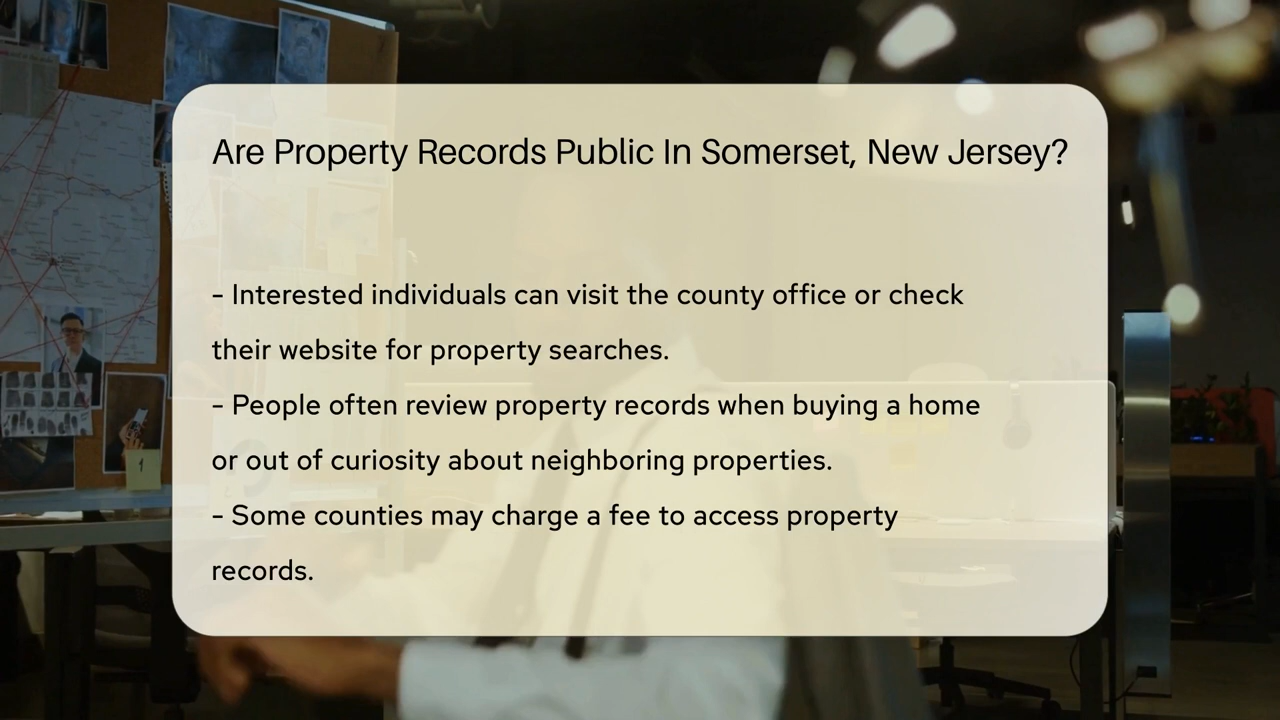 Are Property Records Public In Somerset, New Jersey?
- Interested individuals can visit the county office or check
their website for property searches.
- People often review property records when buying a home
or out of curiosity about neighboring properties.
- Some counties may charge a fee to access property
records.